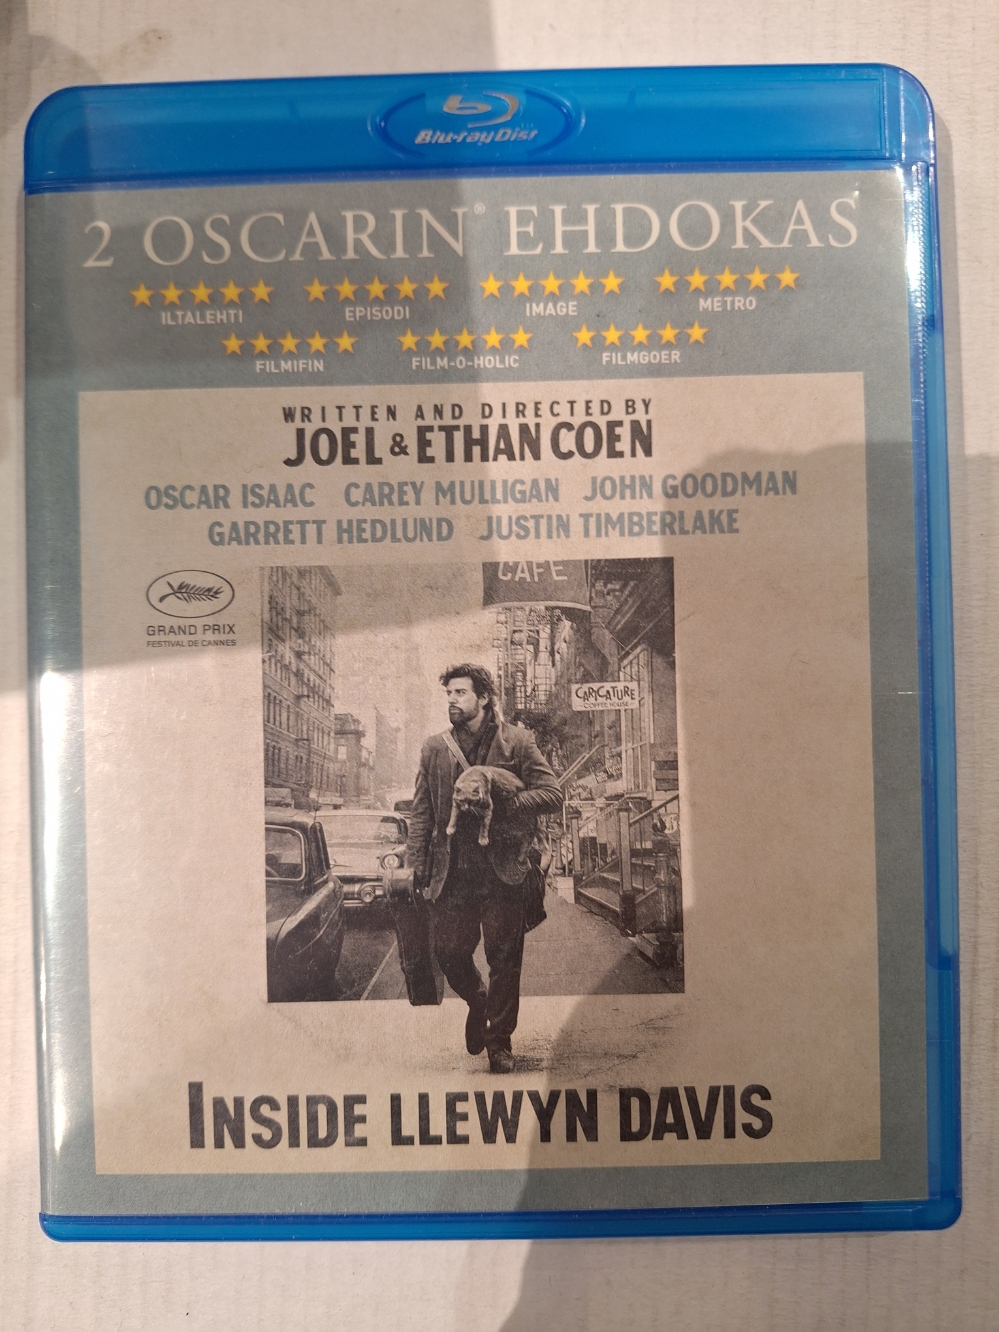 Blu-ray Disc
2 OSCARIN® EHDOKAS
★★★★★ ★★★★★ ★★★★★ ★★★★★
ILTALEHTI EPISODI IMAGE METRO
★★★★★ ★★★★★ ★★★★★
FILMIFIN FILM-O-HOLIC FILMGOER
WRITTEN AND DIRECTED BY
JOEL & ETHAN COEN
OSCAR ISAAC CAREY MULLIGAN JOHN GOODMAN
GARRETT HEDLUND JUSTIN TIMBERLAKE
GRAND PRIX
FESTIVAL DE CANNES
CAFE
CARICATURE
COFFEE HOUSE
INSIDE LLEWYN DAVIS